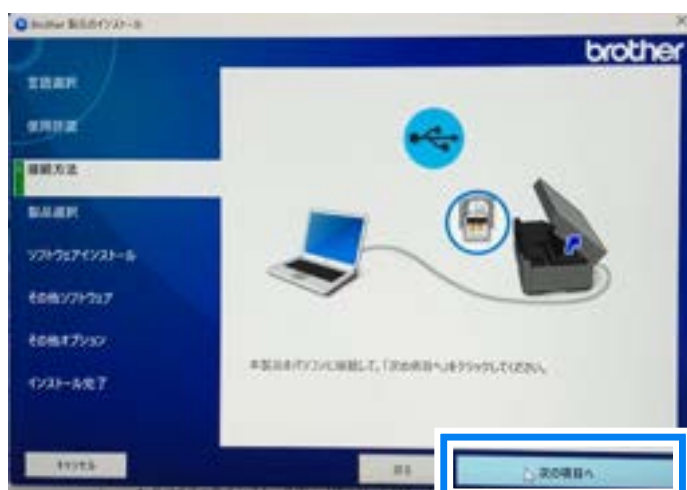 Brother 製品のインストール
brother
言語選択
使用許諾
接続方法
製品選択
ソフトウェアインストール
その他ソフトウェア
その他オプション
インストール完了
本製品をパソコンに接続して、「次の項目へ」をクリックしてください。
キャンセル
戻る
次の項目へ